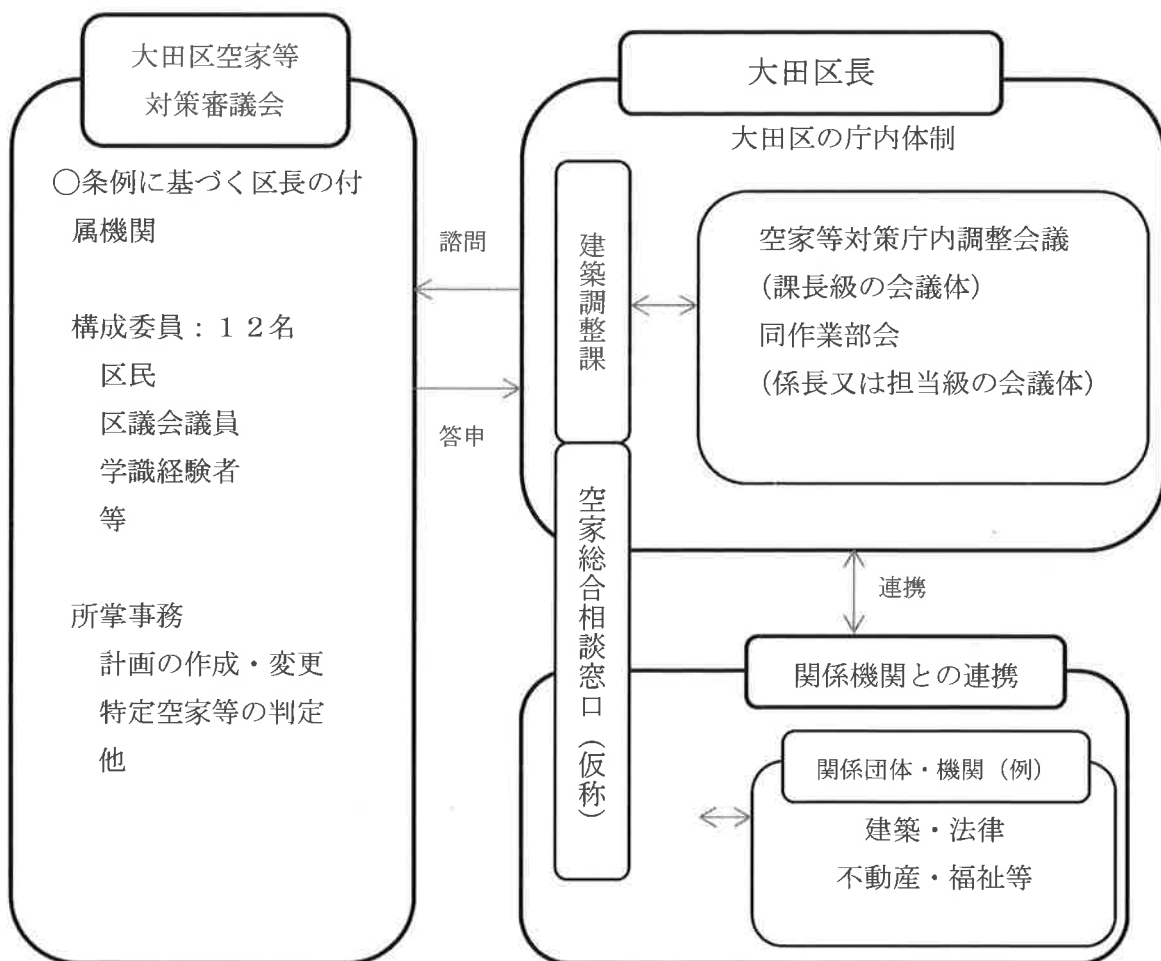 大田区空家等
対策審議会
○条例に基づく区長の付
属機関
構成委員：１２名
区民
区議会議員
学識経験者
等
所掌事務
計画の作成・変更
特定空家等の判定
他
諮問
答申
大田区長
大田区の庁内体制
建築調整課
空家等対策庁内調整会議
(課長級の会議体)
同作業部会
(係長又は担当級の会議体)
空家総合相談窓口（仮称）
連携
関係機関との連携
関係団体・機関（例）
建築・法律
不動産・福祉等